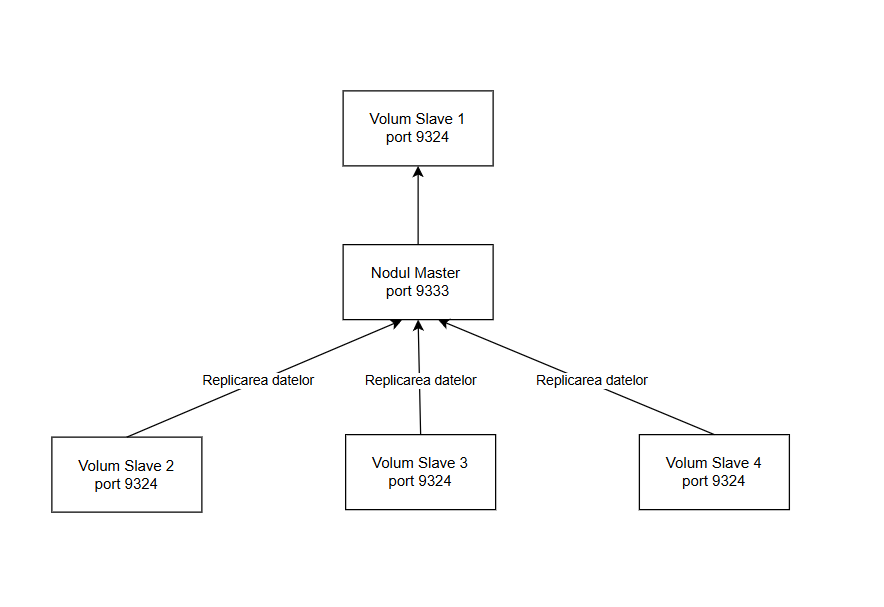 Volum Slave 1
port 9324
Nodul Master
port 9333
Replicarea datelor
Replicarea datelor
Replicarea datelor
Volum Slave 2
port 9324
Volum Slave 3
port 9324
Volum Slave 4
port 9324